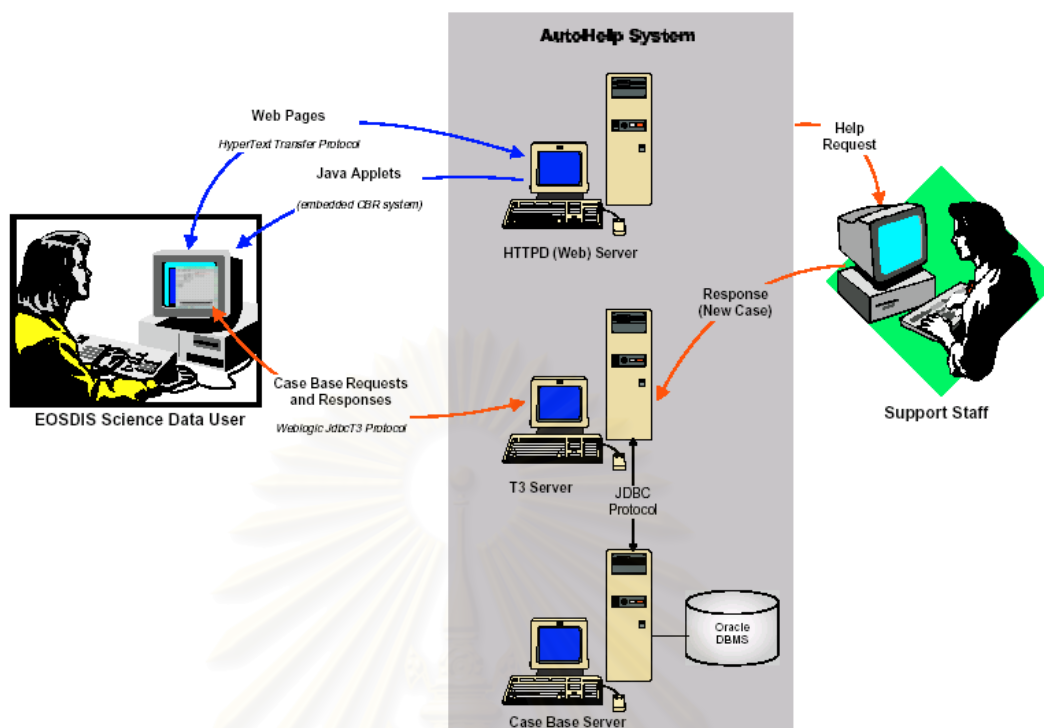 AutoHelp System
Web Pages
HyperText Transfer Protocol
Java Applets
(embedded CBR system)
HTTPD (Web) Server
Help
Request
Response
(New Case)
Case Base Requests
and Responses
Weblogic JdbcT3 Protocol
EOSDIS Science Data User
Support Staff
T3 Server
JDBC
Protocol
Oracle
DBMS
Case Base Server